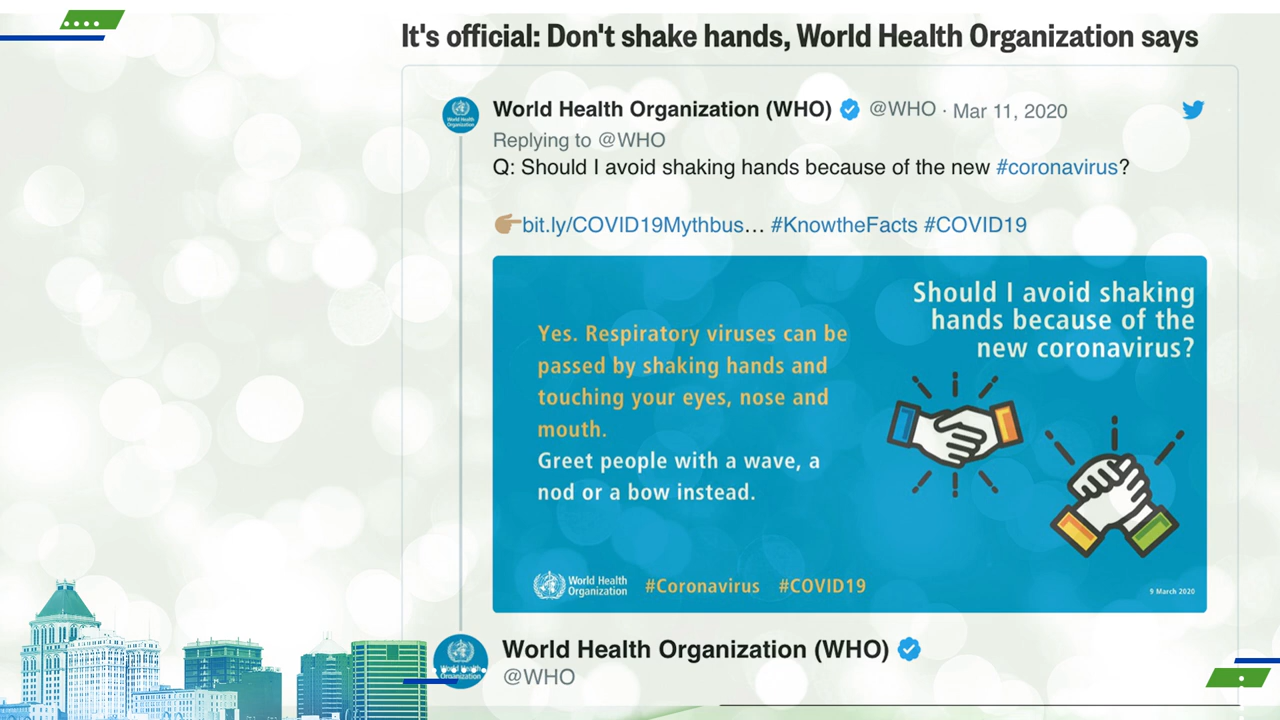 It's official: Don't shake hands, World Health Organization says
World Health Organization (WHO) @WHO · Mar 11, 2020
Replying to @WHO
Q: Should I avoid shaking hands because of the new #coronavirus?
👉🏽bit.ly/COVID19Mythbus… #KnowtheFacts #COVID19
Should I avoid shaking
hands because of the
new coronavirus?
Yes. Respiratory viruses can be
passed by shaking hands and
touching your eyes, nose and
mouth.
Greet people with a wave, a
nod or a bow instead.
World Health
Organization
#Coronavirus #COVID19
9 March 2020
World Health Organization (WHO)
@WHO